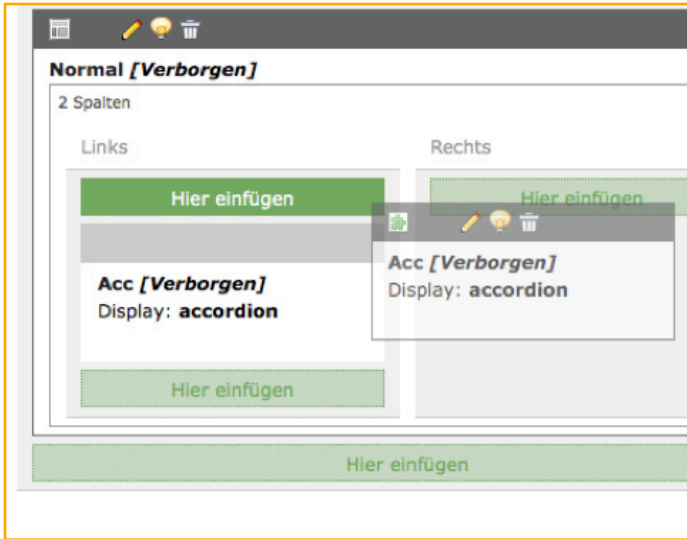 Normal [Verborgen]
2 Spalten
Links
Rechts
Hier einfügen
Hier einfügen
Acc [Verborgen]
Display: accordion
Acc [Verborgen]
Display: accordion
Hier einfügen
Hier einfügen